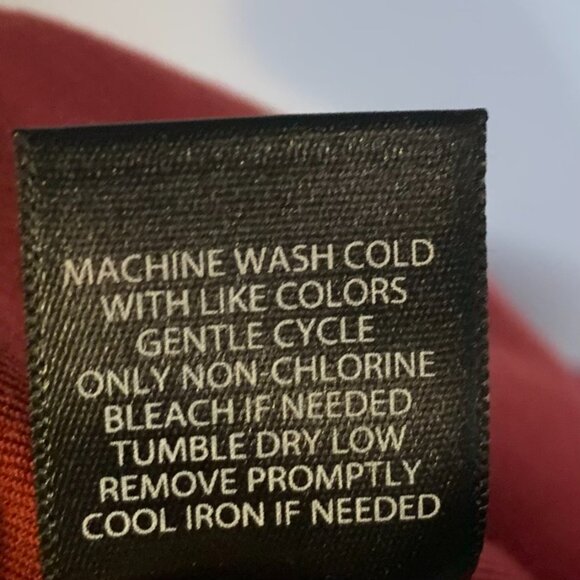 MACHINE WASH COLD
WITH LIKE COLORS
GENTLE CYCLE
ONLY NON-CHLORINE
BLEACH IF NEEDED
TUMBLE DRY LOW
REMOVE PROMPTLY
COOL IRON IF NEEDED